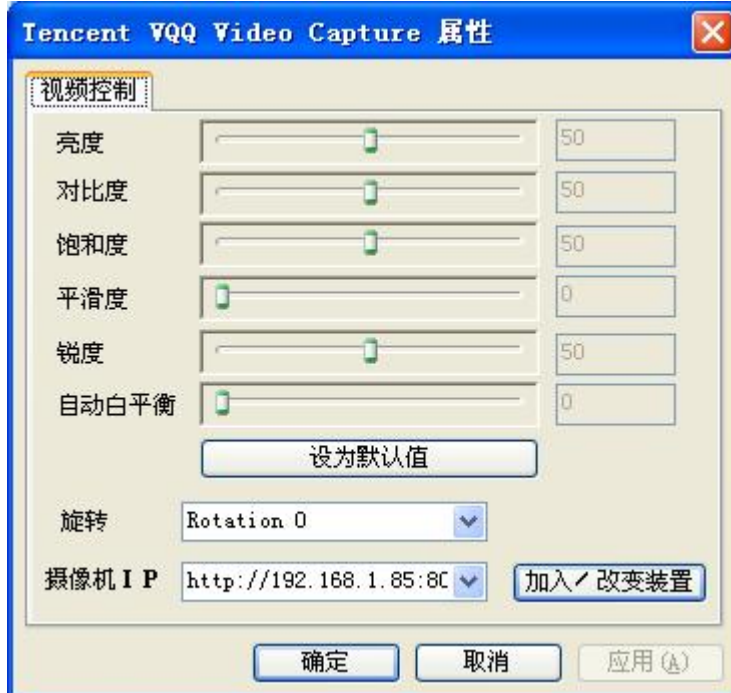 Tencent VQQ Video Capture 属性
视频控制
亮度 50
对比度 50
饱和度 50
平滑度 0
锐度 50
自动白平衡 0
设为默认值
旋转 Rotation 0
摄像机IP http://192.168.1.85:80 加入/改变装置
确定 取消 应用(A)